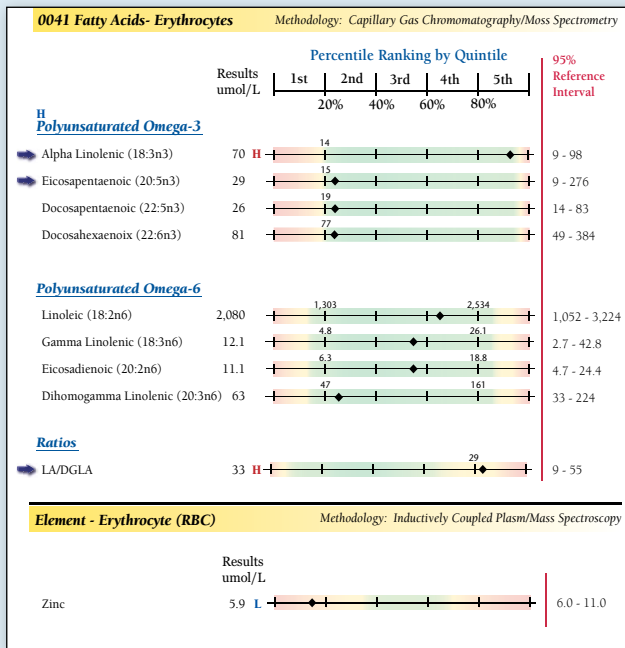 0041 Fatty Acids- Erythrocytes Methodology: Capillary Gas Chromomatography/Moss Spectrometry
Percentile Ranking by Quintile
95%
Reference
Interval
Results
umol/L
1st 2nd 3rd 4th 5th
20% 40% 60% 80%
H
Polyunsaturated Omega-3
14
Alpha Linolenic (18:3n3) 70 H 9 - 98
15
Eicosapentaenoic (20:5n3) 29 9 - 276
19
Docosapentaenoic (22:5n3) 26 14 - 83
77
Docosahexaenoix (22:6n3) 81 49 - 384
Polyunsaturated Omega-6
1,303 2,534
Linoleic (18:2n6) 2,080 1,052 - 3,224
4.8 26.1
Gamma Linolenic (18:3n6) 12.1 2.7 - 42.8
6.3 18.8
Eicosadienoic (20:2n6) 11.1 4.7 - 24.4
47 161
Dihomogamma Linolenic (20:3n6) 63 33 - 224
Ratios
29
LA/DGLA 33 H 9 - 55
Element - Erythrocyte (RBC) Methodology: Inductively Coupled Plasm/Mass Spectroscopy
Results
umol/L
Zinc 5.9 L 6.0 - 11.0